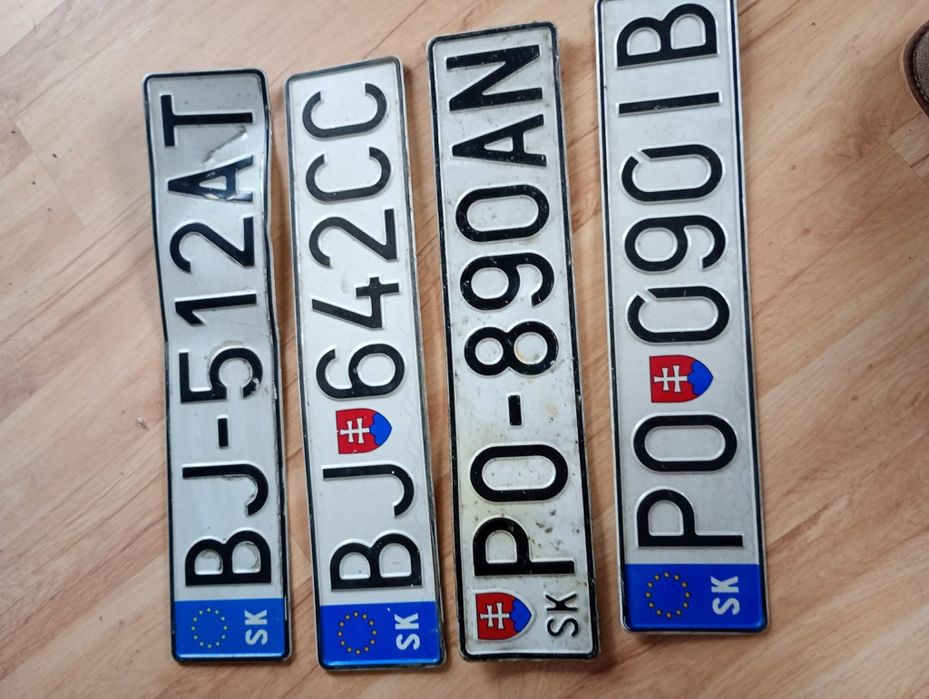 SK BJ-512AT
SK BJ 642CC
SK PO-890AN
SK PO 090IB